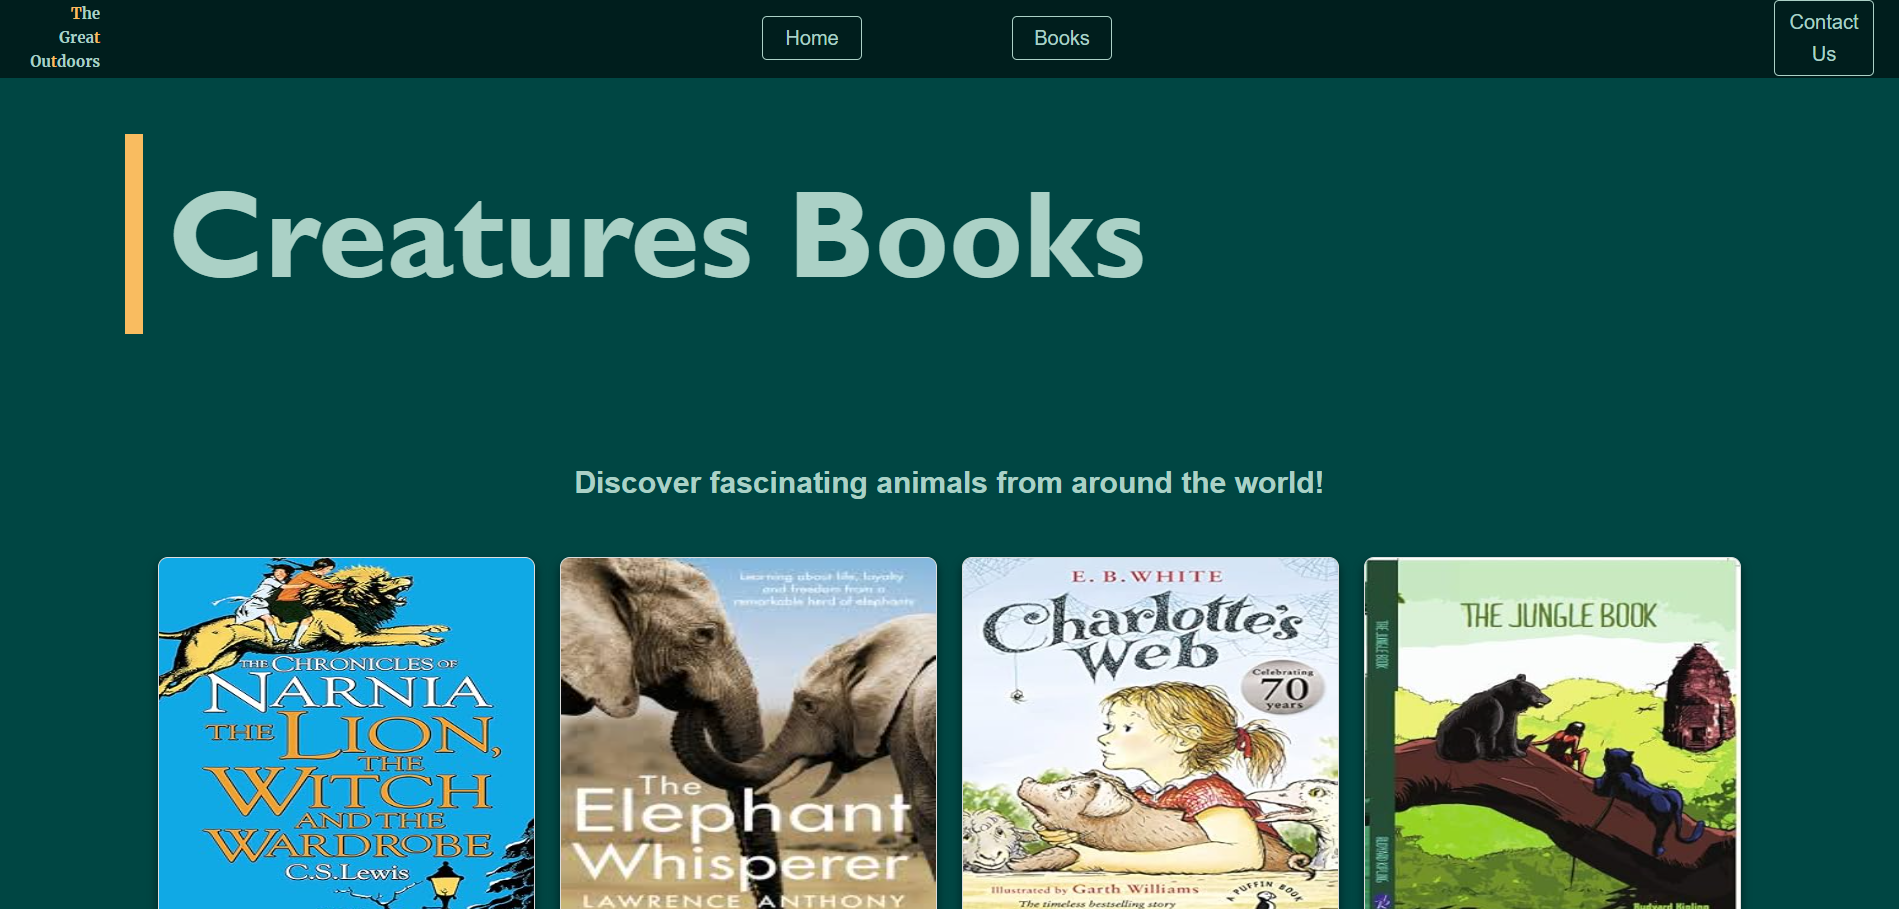 The
Great
Outdoors
Home
Books
Contact
Us
Creatures Books
Discover fascinating animals from around the world!
THE CHRONICLES OF
NARNIA
THE LION,
THE
WITCH
AND THE
WARDROBE
C.S.Lewis
Learning about life, loyalty
and freedom from a
remarkable herd of elephants
The
Elephant
Whisperer
LAWRENCE ANTHONY
E. B. WHITE
Charlotte's
Web
Celebrating
70
years
Illustrated by Garth Williams
The timeless bestselling story
A PUFFIN BOOK
THE JUNGLE BOOK
THE JUNGLE BOOK
RUDYARD KIPLING
Rudyard Kipling